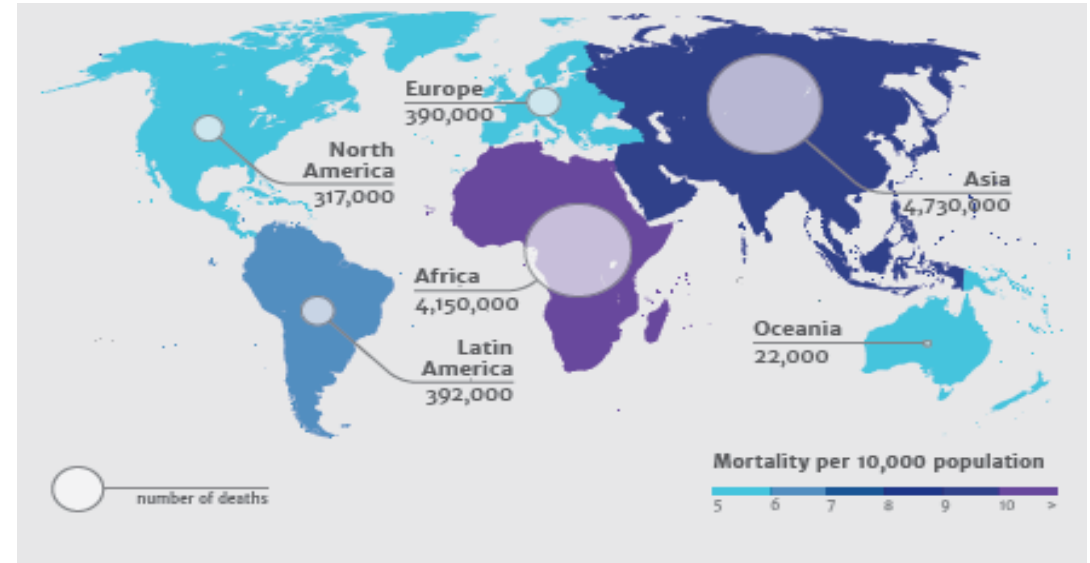 Europe
390,000
North
America
317,000
Asia
4,730,000
Africa
4,150,000
Oceania
22,000
Latin
America
392,000
Mortality per 10,000 population
5 6 7 8 9 10 >
number of deaths